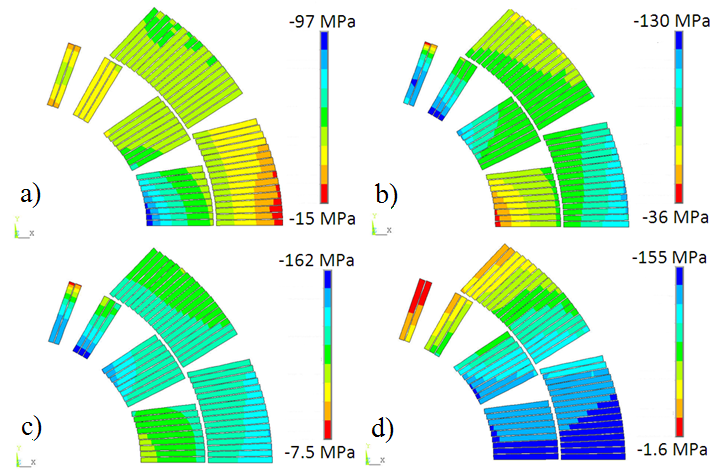 -97 MPa
-15 MPa
a)
Y
X
-130 MPa
-36 MPa
b)
Y
X
-162 MPa
-7.5 MPa
c)
Y
X
-155 MPa
-1.6 MPa
d)
Y
X